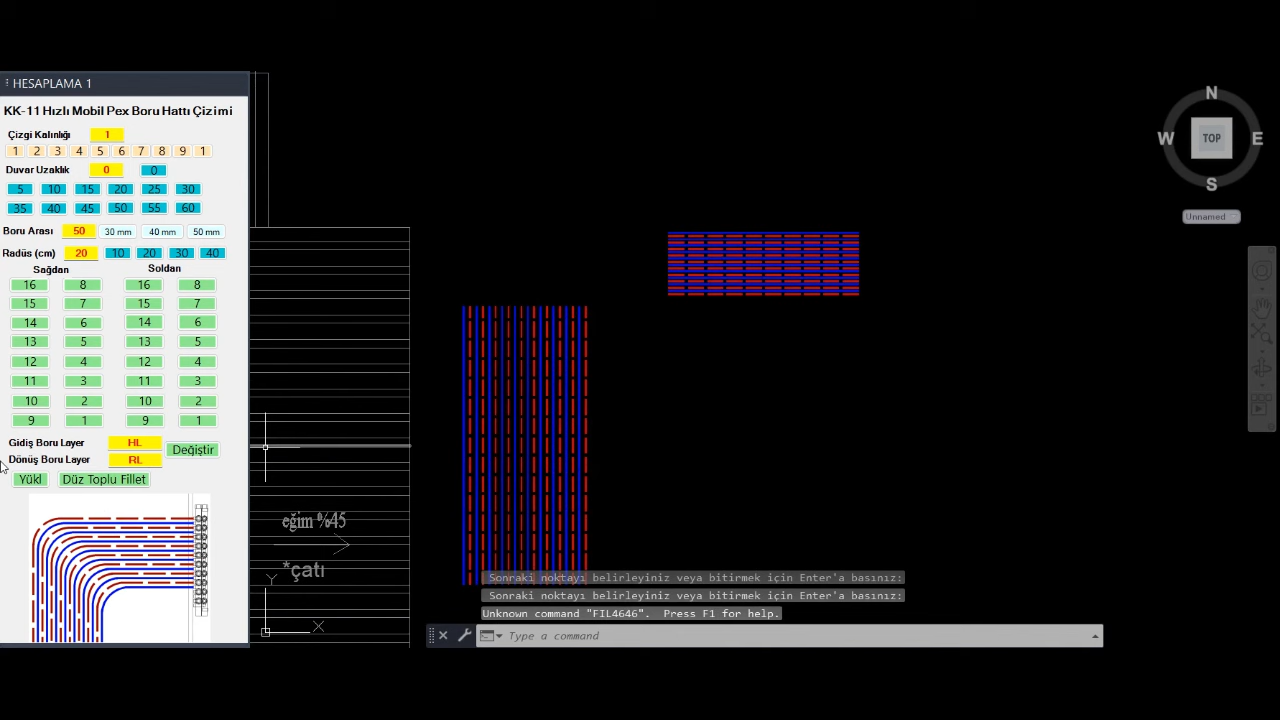 HESAPLAMA 1
KK-11 Hızlı Mobil Pex Boru Hattı Çizimi
Çizgi Kalınlığı 1
1 2 3 4 5 6 7 8 9 1
Duvar Uzaklık 0 0
5 10 15 20 25 30
35 40 45 50 55 60
Boru Arası 50 30 mm 40 mm 50 mm
Radüs (cm) 20 10 20 30 40
Sağdan Soldan
16 8 16 8
15 7 15 7
14 6 14 6
13 5 13 5
12 4 12 4
11 3 11 3
10 2 10 2
9 1 9 1
Gidiş Boru Layer HL
Değiştir
Dönüş Boru Layer RL
Yükl Düz Toplu Fillet
eğim %45
*çatı
Y
X
N
W TOP E
S
Unnamed
Sonraki noktayı belirleyiniz veya bitirmek için Enter'a basınız:
Sonraki noktayı belirleyiniz veya bitirmek için Enter'a basınız:
Unknown command "FIL4646". Press F1 for help.
Type a command